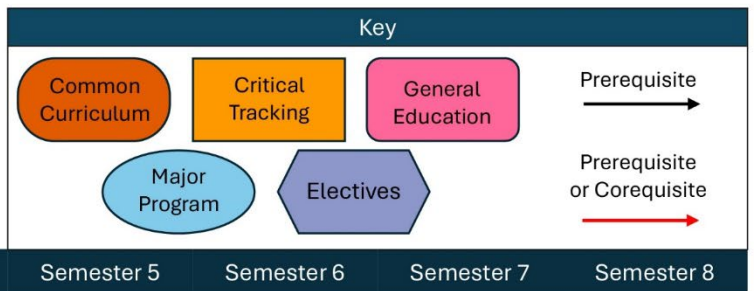 Key
Common
Curriculum
Critical
Tracking
General
Education
Prerequisite
Major
Program
Electives
Prerequisite
or Corequisite
Semester 5
Semester 6
Semester 7
Semester 8